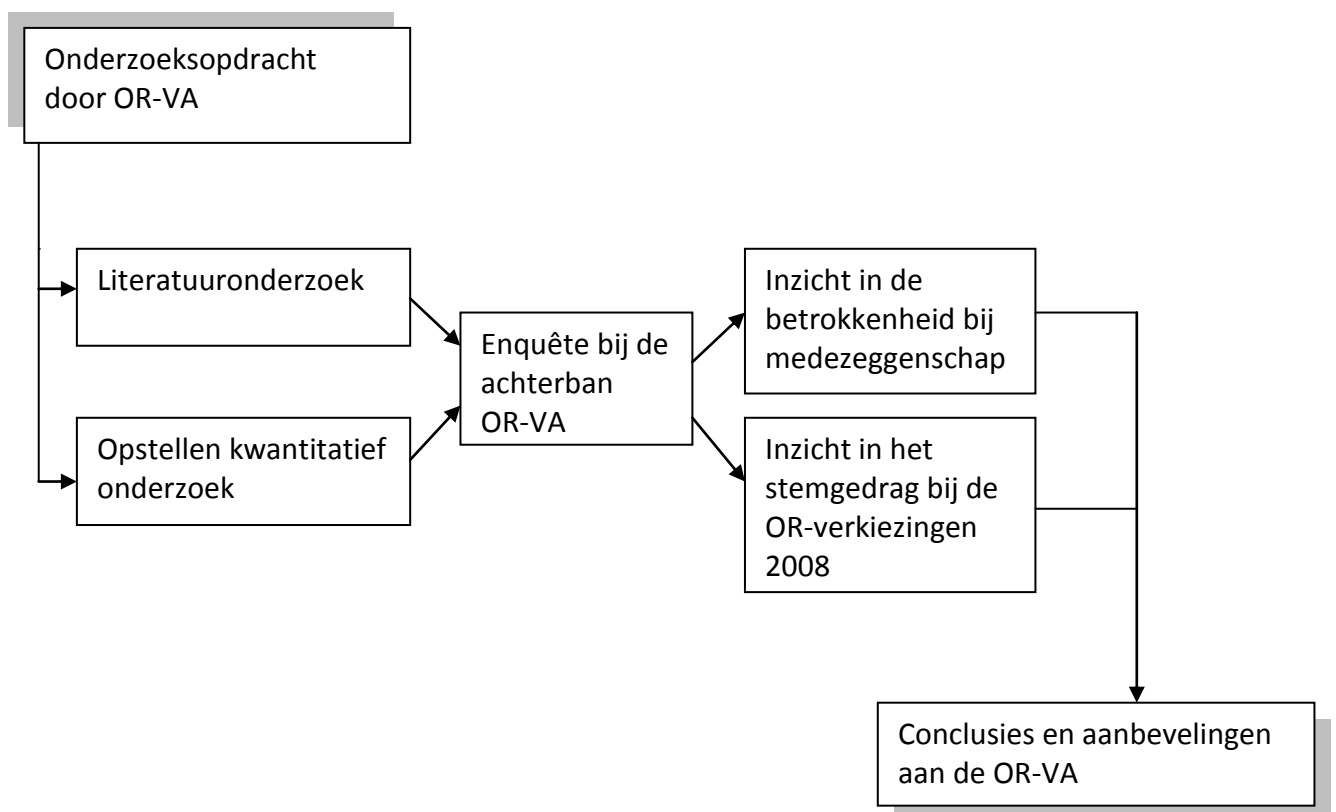 Onderzoeksopdracht
door OR-VA
Literatuuronderzoek
Opstellen kwantitatief
onderzoek
Enquête bij de
achterban
OR-VA
Inzicht in de
betrokkenheid bij
medezeggenschap
Inzicht in het
stemgedrag bij de
OR-verkiezingen
2008
Conclusies en aanbevelingen
aan de OR-VA